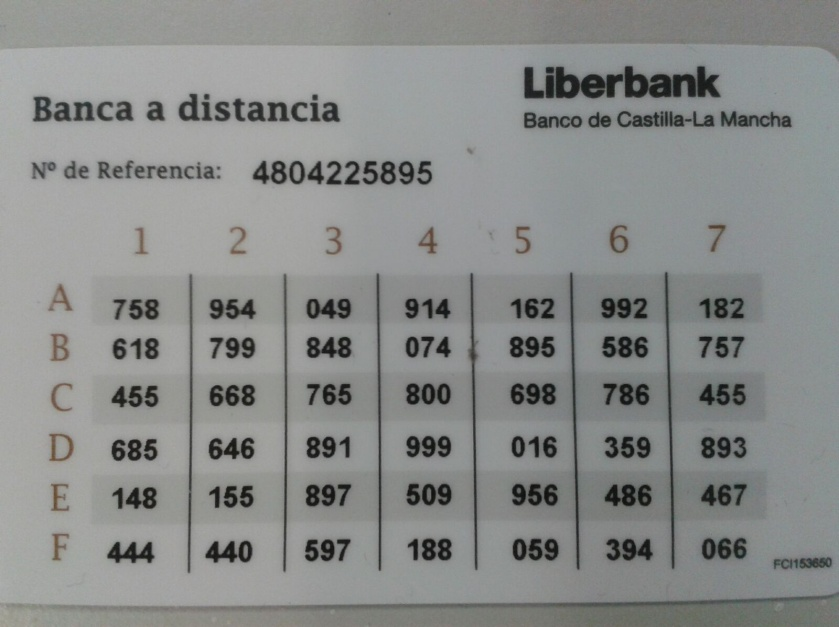 Liberbank
Banca a distancia
Banco de Castilla-La Mancha
Nº de Referencia: 4804225895
1 2 3 4 5 6 7
A 758 954 049 914 162 992 182
B 618 799 848 074 895 586 757
C 455 668 765 800 698 786 455
D 685 646 891 999 016 359 893
E 148 155 897 509 956 486 467
F 444 440 597 188 059 394 066
FCI153650